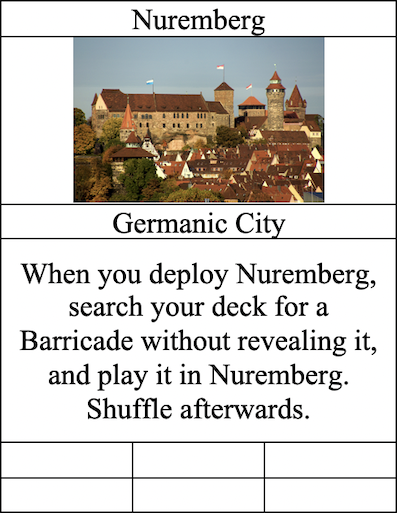 Nuremberg
Germanic City
When you deploy Nuremberg,
search your deck for a
Barricade without revealing it,
and play it in Nuremberg.
Shuffle afterwards.